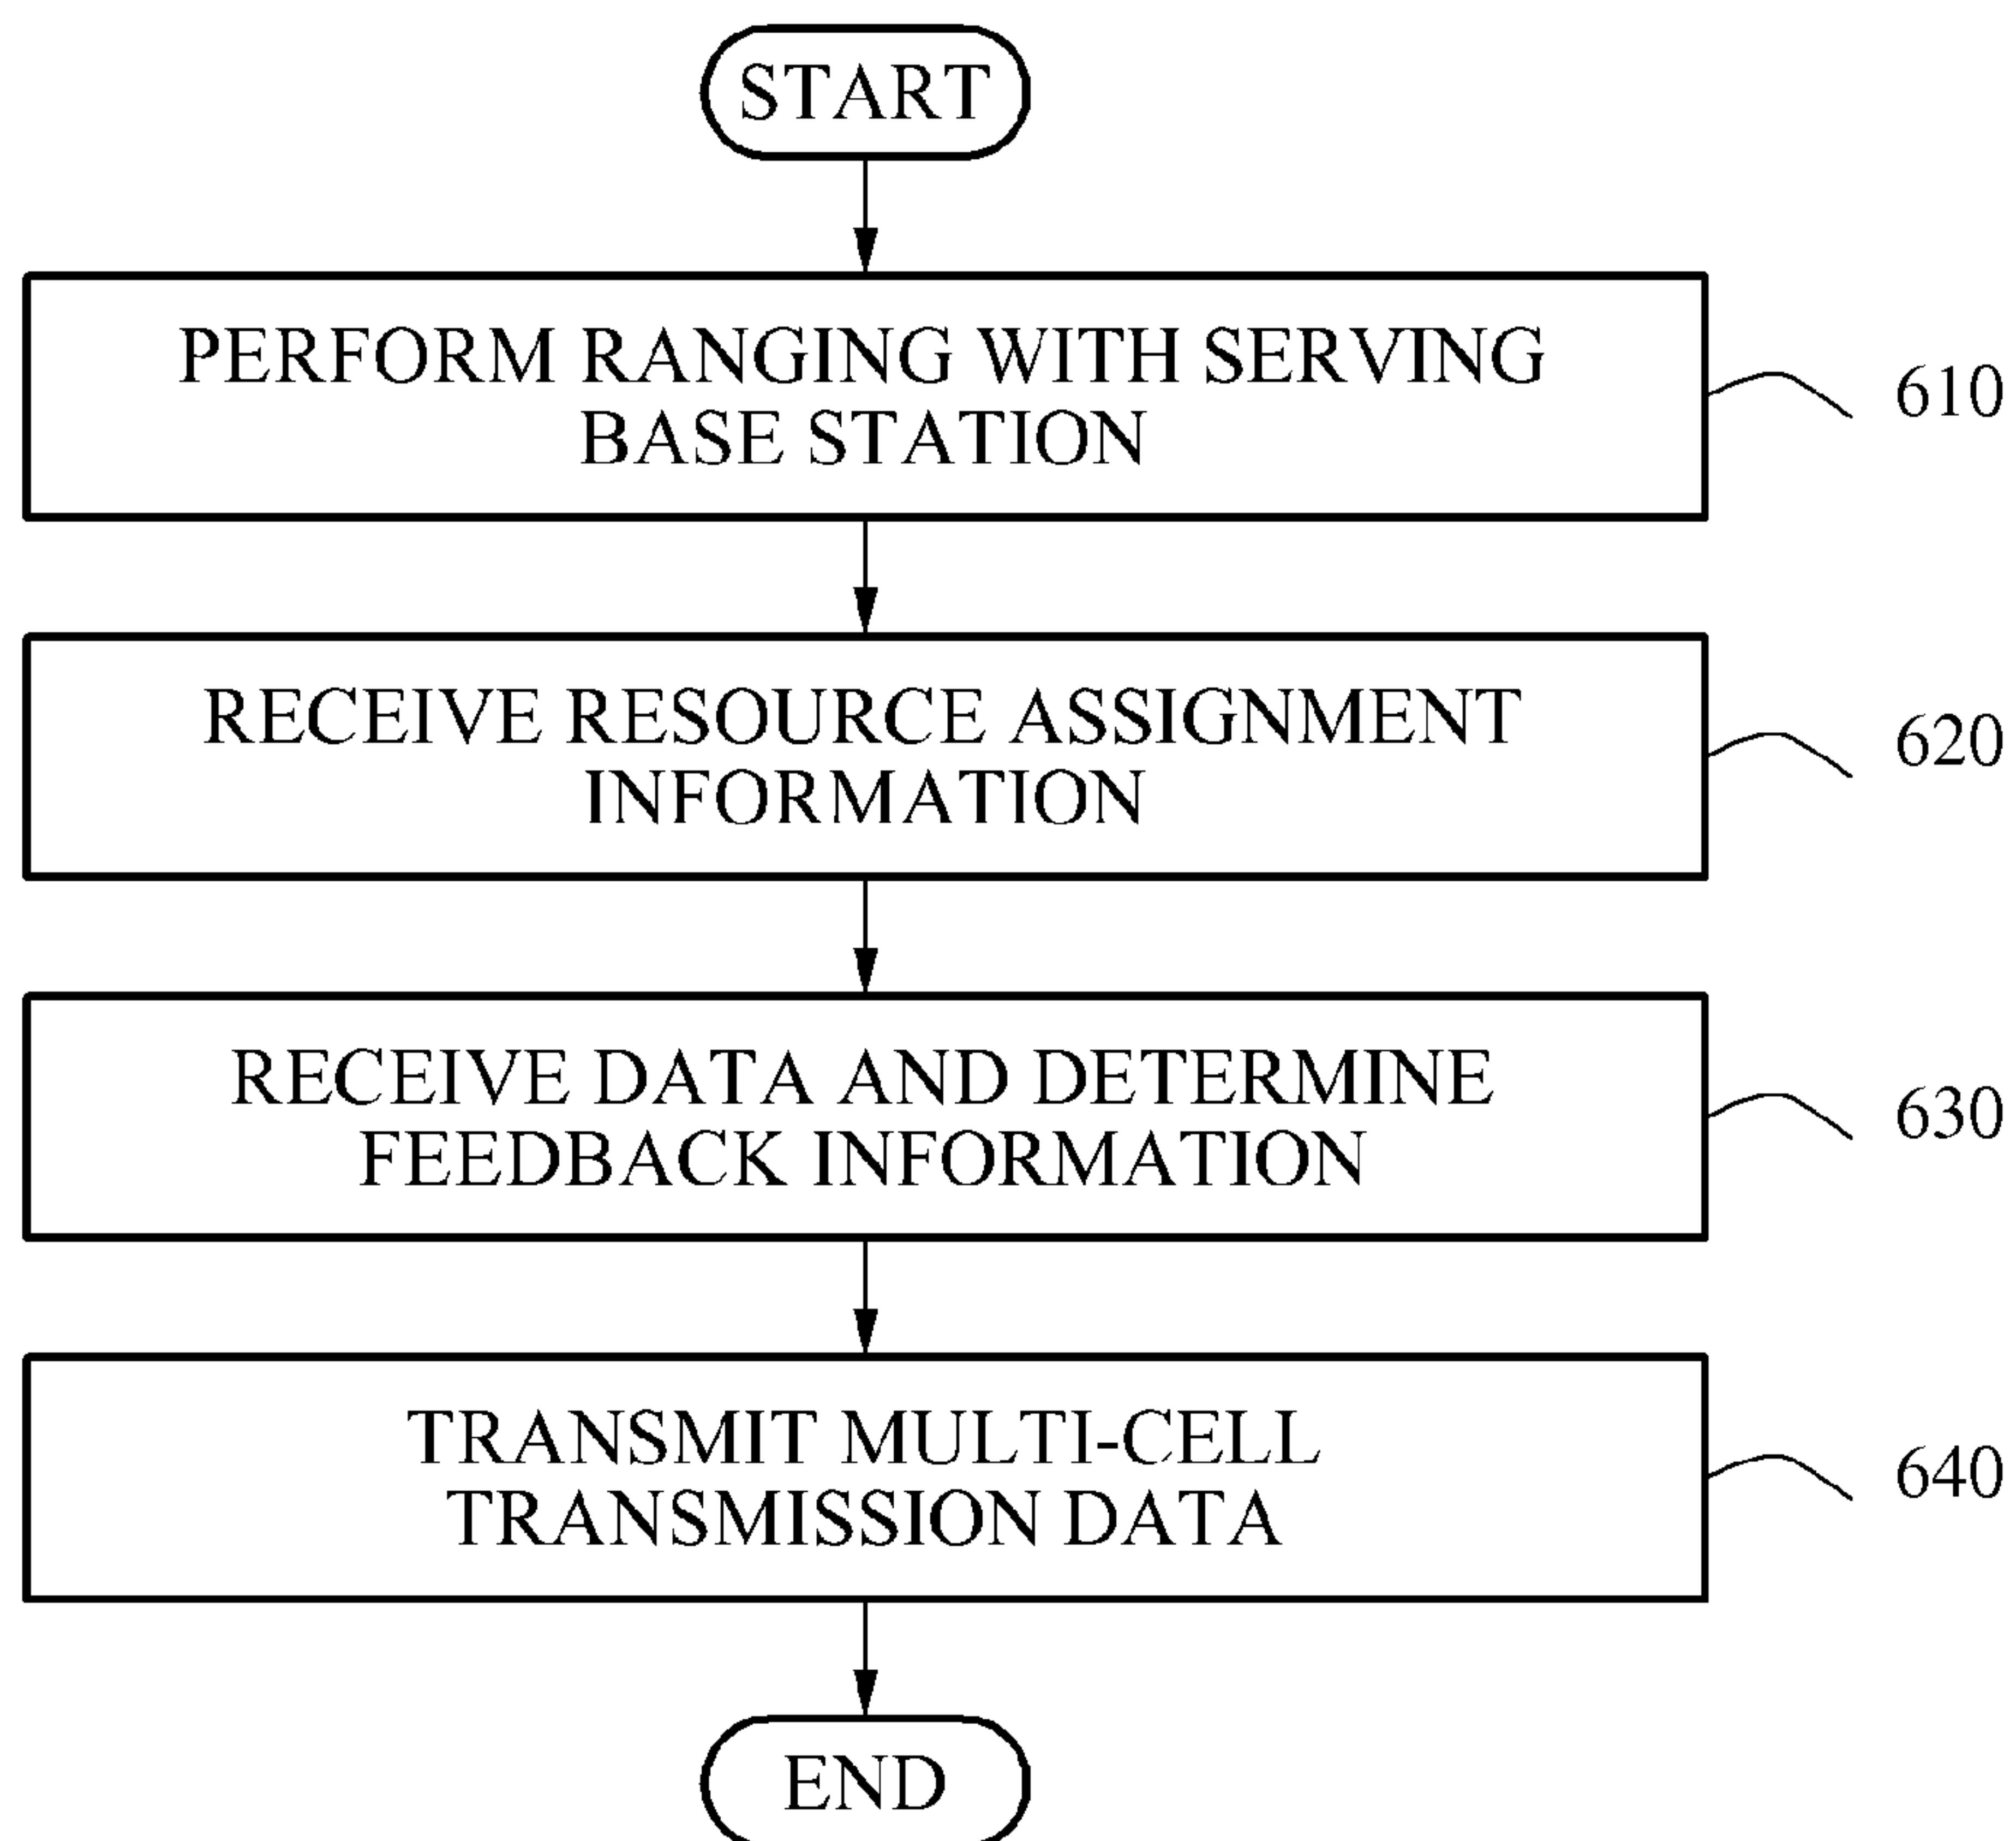 START
PERFORM RANGING WITH SERVING
BASE STATION
610
RECEIVE RESOURCE ASSIGNMENT
INFORMATION
620
RECEIVE DATA AND DETERMINE
FEEDBACK INFORMATION
630
TRANSMIT MULTI-CELL
TRANSMISSION DATA
640
END